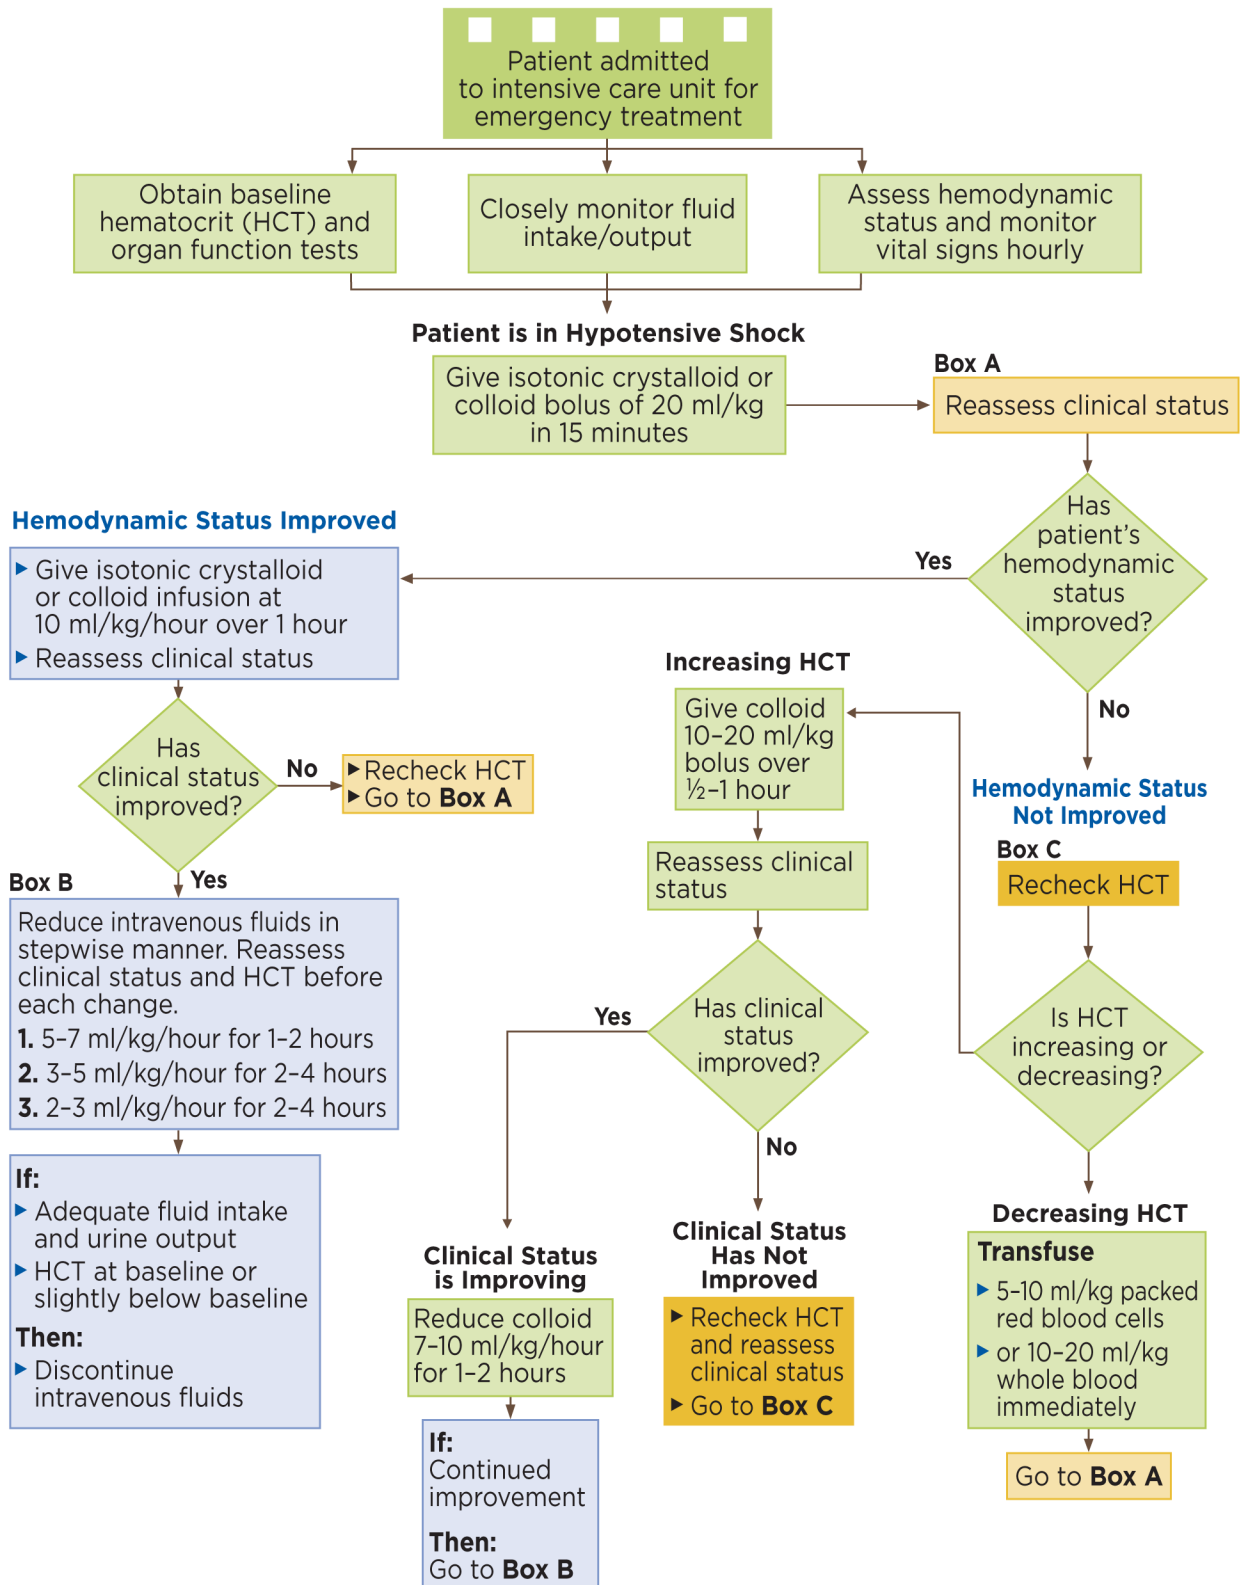 Patient admitted
to intensive care unit for
emergency treatment
Obtain baseline
hematocrit (HCT) and
organ function tests
Closely monitor fluid
intake/output
Assess hemodynamic
status and monitor
vital signs hourly
Patient is in Hypotensive Shock
Give isotonic crystalloid or
colloid bolus of 20 ml/kg
in 15 minutes
Box A
Reassess clinical status
Has
patient’s
hemodynamic
status
improved?
Yes
No
Hemodynamic Status Improved
▶ Give isotonic crystalloid
or colloid infusion at
10 ml/kg/hour over 1 hour
▶ Reassess clinical status
Has
clinical status
improved?
No
▶ Recheck HCT
▶ Go to Box A
Yes
Box B
Reduce intravenous fluids in
stepwise manner. Reassess
clinical status and HCT before
each change.
1. 5–7 ml/kg/hour for 1–2 hours
2. 3–5 ml/kg/hour for 2–4 hours
3. 2–3 ml/kg/hour for 2–4 hours
If:
▶ Adequate fluid intake
and urine output
▶ HCT at baseline or
slightly below baseline
Then:
▶ Discontinue
intravenous fluids
Hemodynamic Status
Not Improved
Box C
Recheck HCT
Is HCT
increasing or
decreasing?
Increasing HCT
Give colloid
10–20 ml/kg
bolus over
½–1 hour
Reassess clinical
status
Has clinical
status
improved?
Yes
No
Clinical Status
is Improving
Reduce colloid
7–10 ml/kg/hour
for 1–2 hours
If:
Continued
improvement
Then:
Go to Box B
Clinical Status
Has Not
Improved
▶ Recheck HCT
and reassess
clinical status
▶ Go to Box C
Decreasing HCT
Transfuse
▶ 5–10 ml/kg packed
red blood cells
▶ or 10–20 ml/kg
whole blood
immediately
Go to Box A